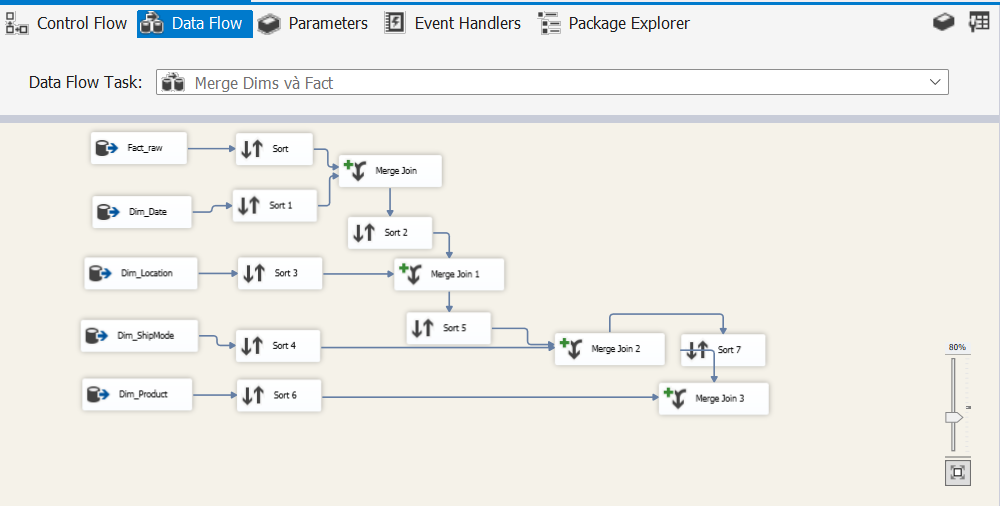 Control Flow Data Flow Parameters Event Handlers Package Explorer
Data Flow Task: Merge Dims và Fact
Fact_raw
Sort
Merge Join
Dim_Date
Sort 1
Sort 2
Dim_Location
Sort 3
Merge Join 1
Dim_ShipMode
Sort 4
Sort 5
Merge Join 2
Sort 7
80%
Dim_Product
Sort 6
Merge Join 3